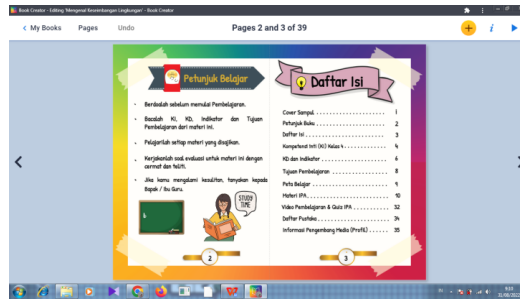 Book Creator - Editing 'Mengenal Keseimbangan Lingkungan' - Book Creator
< My Books
Pages
Undo
Pages 2 and 3 of 39
Petunjuk Belajar
• Berdoalah sebelum memulai Pembelajaran.
• Bacalah KI, KD, Indikator dan Tujuan
Pembelajaran dari materi ini.
• Pelajarilah setiap materi yang disajikan.
• Kerjakanlah soal evaluasi untuk materi ini dengan
cermat dan teliti.
• Jika kamu mengalami kesulitan, tanyakan kepada
Bapak / Ibu Guru.
STUDY
TIME
2
Daftar Isi
Cover Sampul ...................... 1
Petunjuk Buku ...................... 2
Daftar Isi ...................... 3
Kompetensi Inti (KI) Kelas 4 ............ 4
KD dan Indikator ................... 6
Tujuan Pembelajaran ................ 8
Peta Belajar ...................... 9
Materi IPA ...................... 10
Video Pembelajaran & Quiz IPA .......... 32
Daftar Pustaka .................... 34
Informasi Pengembang Media (Profil) ...... 35
3